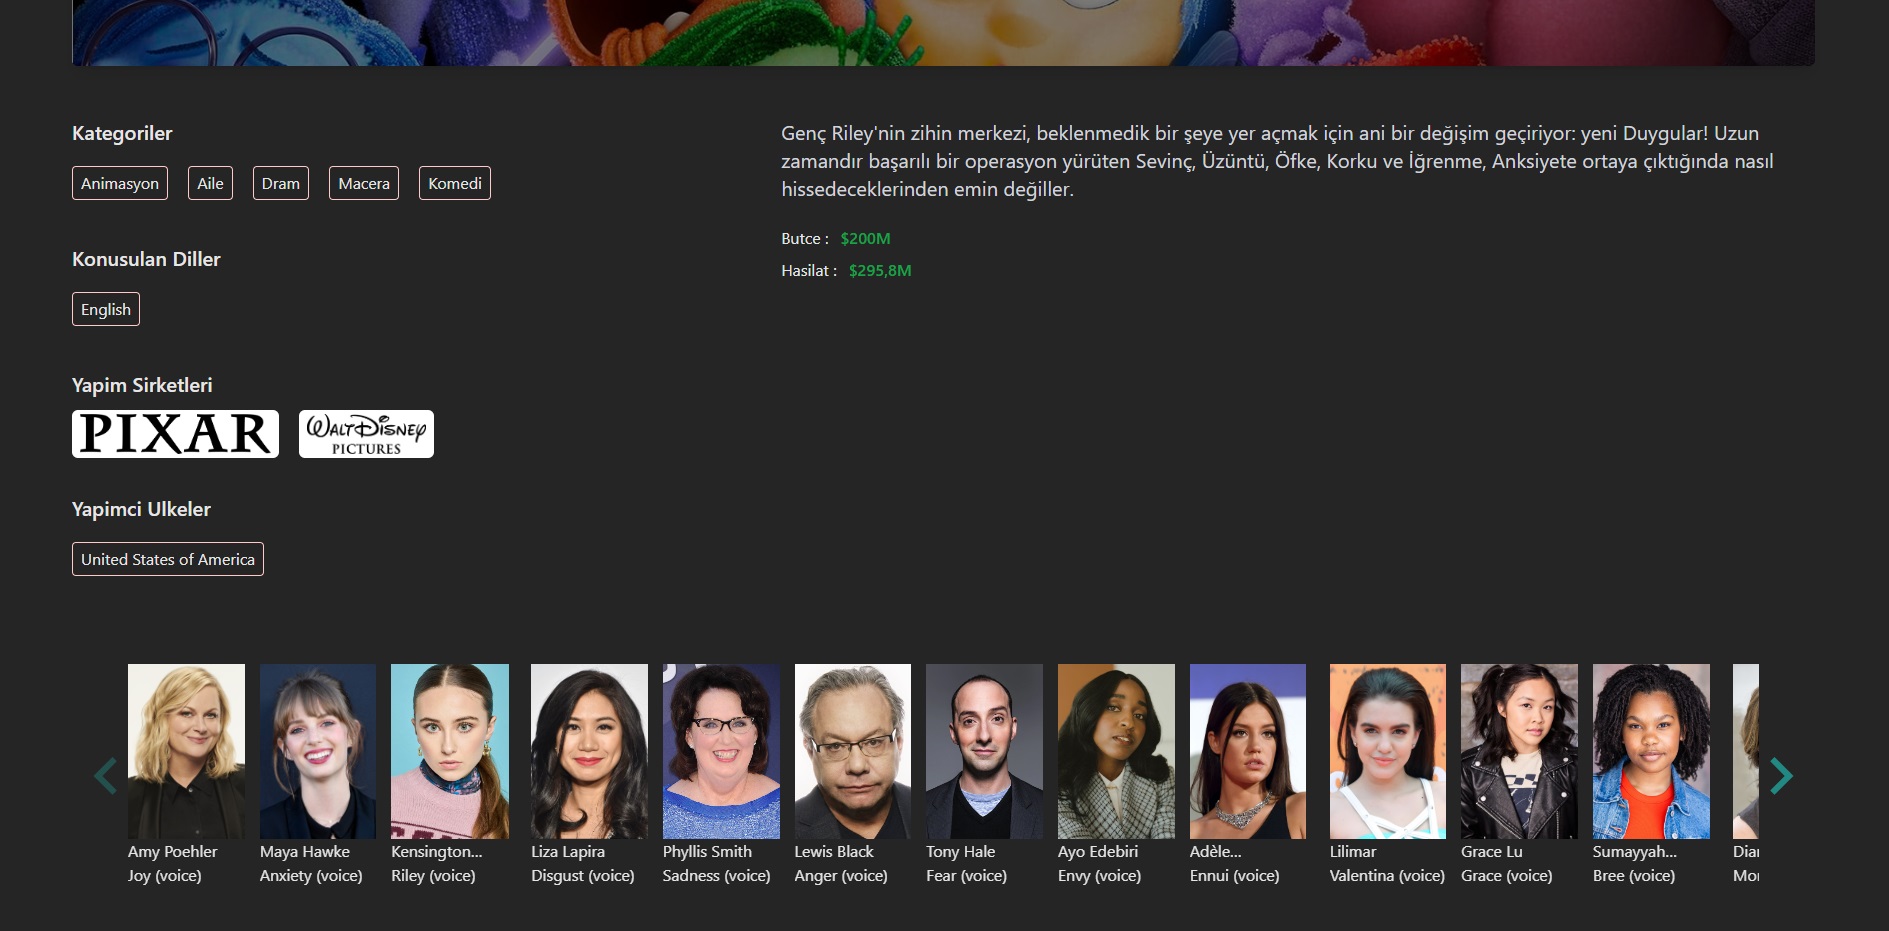 Kategoriler
Animasyon Aile Dram Macera Komedi
Konusulan Diller
English
Yapim Sirketleri
PIXAR WALT DISNEY
PICTURES
Yapimci Ulkeler
United States of America
Genç Riley'nin zihin merkezi, beklenmedik bir şeye yer açmak için ani bir değişim geçiriyor: yeni Duygular! Uzun
zamandır başarılı bir operasyon yürüten Sevinç, Üzüntü, Öfke, Korku ve İğrenme, Anksiyete ortaya çıktığında nasıl
hissedeceklerinden emin değiller.
Butce : $200M
Hasilat : $295,8M
Amy Poehler
Joy (voice)
Maya Hawke
Anxiety (voice)
Kensington...
Riley (voice)
Liza Lapira
Disgust (voice)
Phyllis Smith
Sadness (voice)
Lewis Black
Anger (voice)
Tony Hale
Fear (voice)
Ayo Edebiri
Envy (voice)
Adèle...
Ennui (voice)
Lilimar
Valentina (voice)
Grace Lu
Grace (voice)
Sumayyah...
Bree (voice)